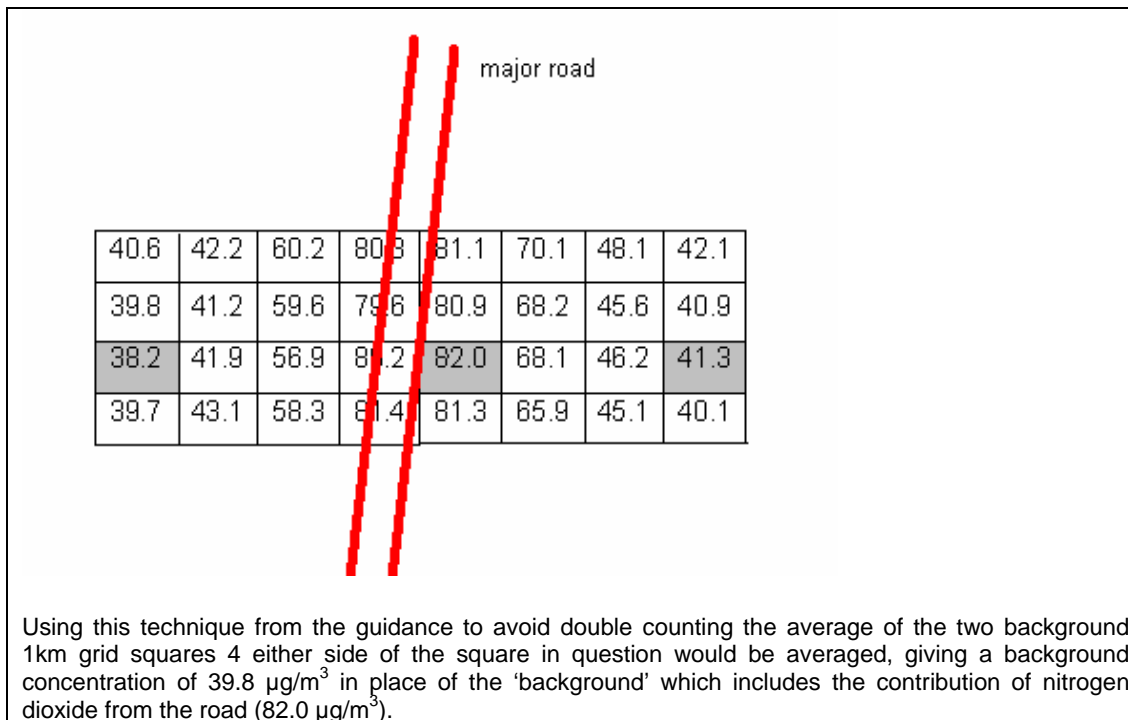 major road
40.6 42.2 60.2 81.1 70.1 48.1 42.1
39.8 41.2 59.6 79.6 80.9 68.2 45.6 40.9
38.2 41.9 56.9 82.0 68.1 46.2 41.3
39.7 43.1 58.3 81.4 81.3 65.9 45.1 40.1
Using this technique from the guidance to avoid double counting the average of the two background
1km grid squares 4 either side of the square in question would be averaged, giving a background
concentration of 39.8 µg/m³ in place of the ‘background’ which includes the contribution of nitrogen
dioxide from the road (82.0 µg/m³).